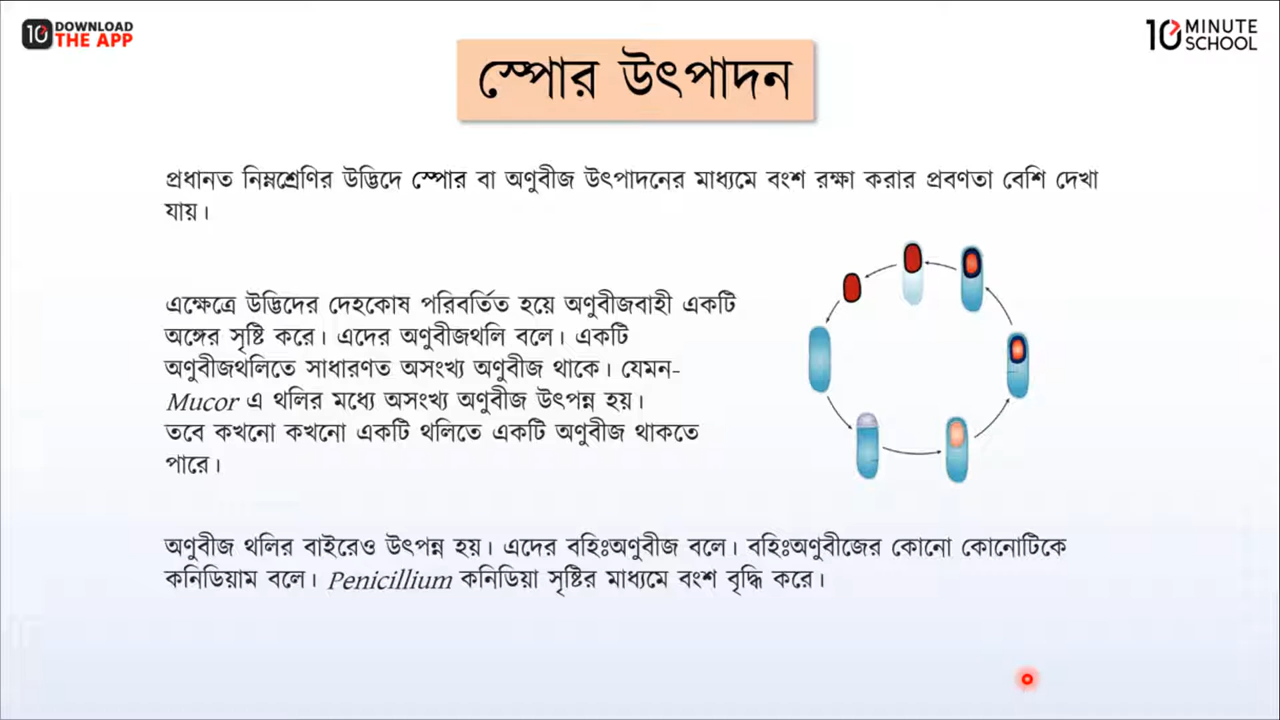 DOWNLOAD
THE APP
10 MINUTE
SCHOOL
স্পোর উৎপাদন
প্রধানত নিম্নশ্রেণির উদ্ভিদে স্পোর বা অণুবীজ উৎপাদনের মাধ্যমে বংশ রক্ষা করার প্রবণতা বেশি দেখা
যায়।
এক্ষেত্রে উদ্ভিদের দেহকোষ পরিবর্তিত হয়ে অণুবীজবাহী একটি
অঙ্গের সৃষ্টি করে। এদের অণুবীজথলি বলে। একটি
অণুবীজথলিতে সাধারণত অসংখ্য অণুবীজ থাকে। যেমন-
Mucor এ থলির মধ্যে অসংখ্য অণুবীজ উৎপন্ন হয়।
তবে কখনো কখনো একটি থলিতে একটি অণুবীজ থাকতে
পারে।
অণুবীজ থলির বাইরেও উৎপন্ন হয়। এদের বহিঃঅণুবীজ বলে। বহিঃঅণুবীজের কোনো কোনোটিকে
কনিডিয়াম বলে। Penicillium কনিডিয়া সৃষ্টির মাধ্যমে বংশ বৃদ্ধি করে।